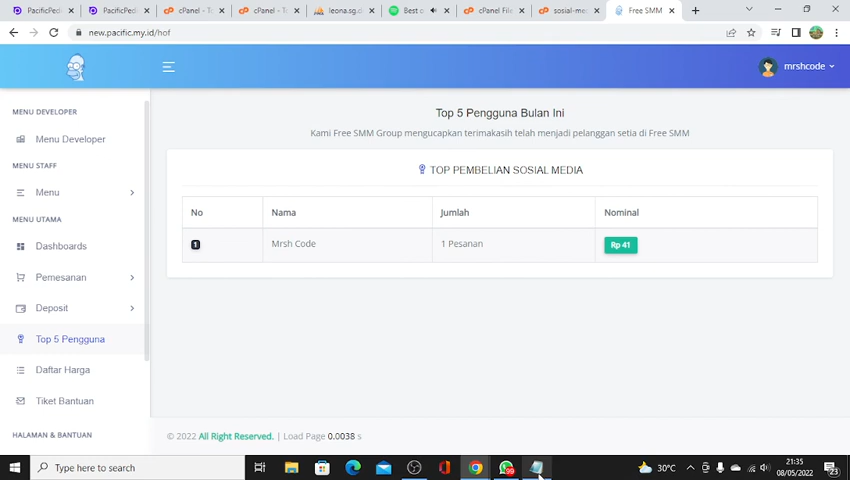 PacificPed
PacificPed
cPanel - T
cPanel - T
leona.sg.d
Best o
cPanel File
sosial-me
Free SMM
new.pacific.my.id/hof
mrshcode
MENU DEVELOPER
Menu Developer
MENU STAFF
Menu
MENU UTAMA
Dashboards
Pemesanan
Deposit
Top 5 Pengguna
Daftar Harga
Tiket Bantuan
HALAMAN & BANTUAN
Top 5 Pengguna Bulan Ini
Kami Free SMM Group mengucapkan terimakasih telah menjadi pelanggan setia di Free SMM
TOP PEMBELIAN SOSIAL MEDIA
No Nama Jumlah Nominal
1 Mrsh Code 1 Pesanan Rp 41
© 2022 All Right Reserved. | Load Page 0.0038 s
Type here to search
99
30°C
21:35
08/05/2022
23